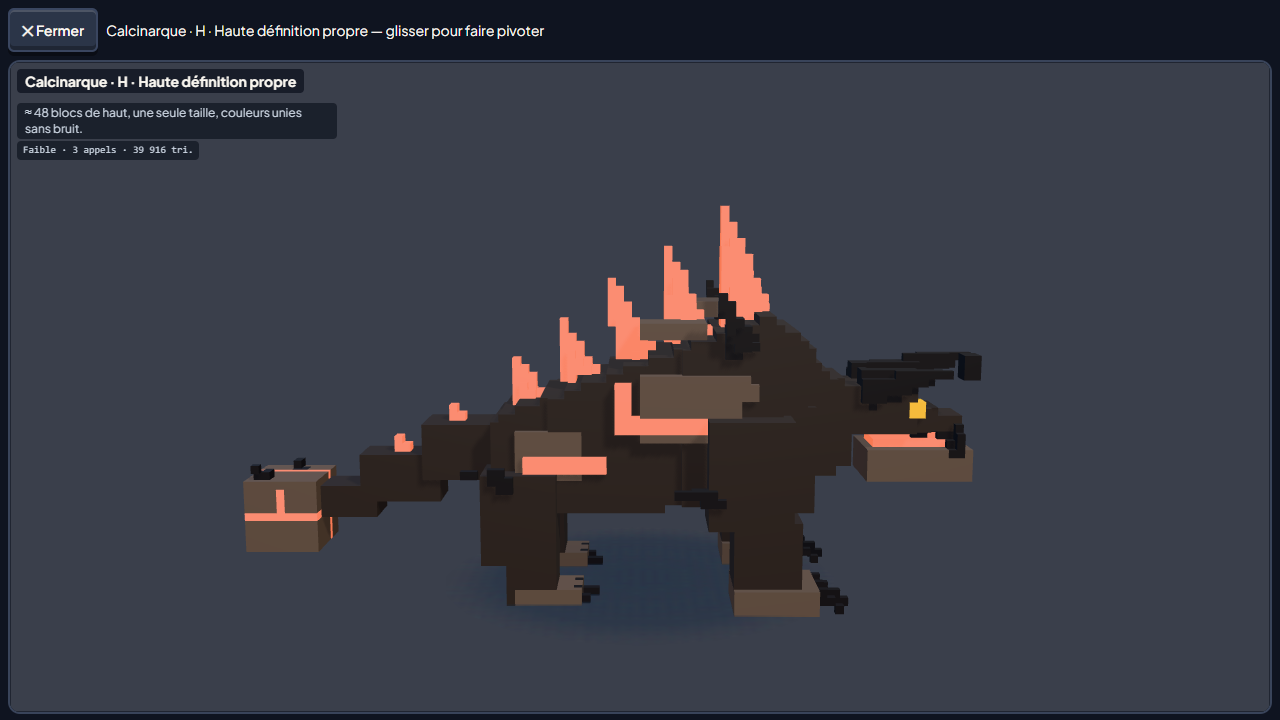 ✕ Fermer
Calcinarque · H · Haute définition propre — glisser pour faire pivoter
Calcinarque · H · Haute définition propre
≈ 48 blocs de haut, une seule taille, couleurs unies
sans bruit.
Faible · 3 appels · 39 916 tri.